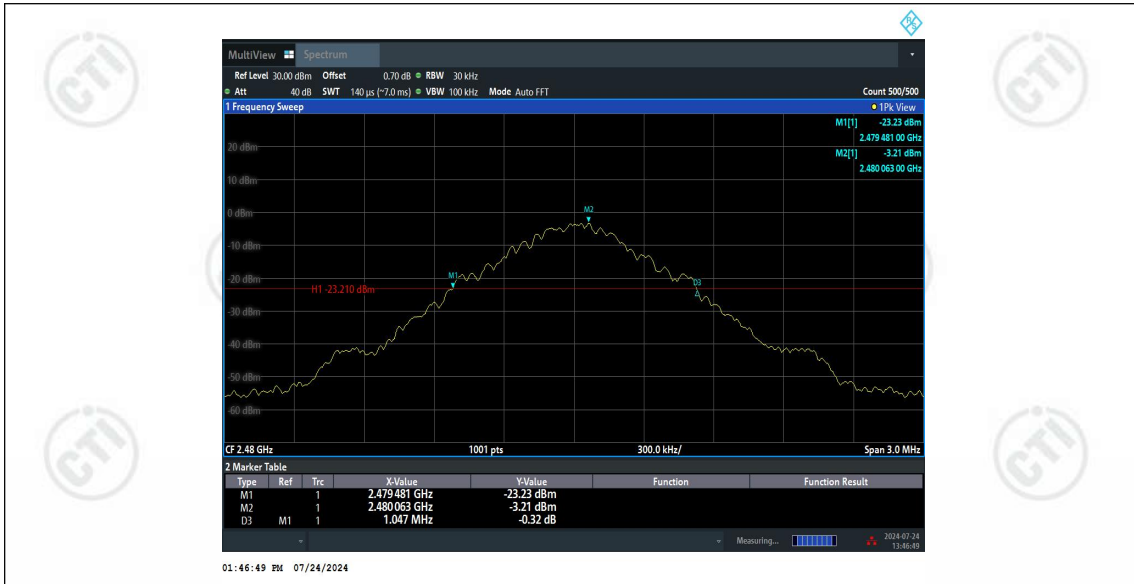 MultiView Spectrum
Ref Level 30.00 dBm Offset 0.70 dB RBW 30 kHz
Att 40 dB SWT 140 µs (~7.0 ms) VBW 100 kHz Mode Auto FFT Count 500/500
1 Frequency Sweep 1Pk View
M1[1] -23.23 dBm
2.479 481 00 GHz
M2[1] -3.21 dBm
2.480 063 00 GHz
20 dBm
10 dBm
0 dBm
M2
-10 dBm
-20 dBm
M1
D3
H1 -23.210 dBm
-30 dBm
-40 dBm
-50 dBm
-60 dBm
CF 2.48 GHz 1001 pts 300.0 kHz/ Span 3.0 MHz
2 Marker Table
Type Ref Trc X-Value Y-Value Function Function Result
M1 1 2.479 481 GHz -23.23 dBm
M2 1 2.480 063 GHz -3.21 dBm
D3 M1 1 1.047 MHz -0.32 dB
Measuring... 2024-07-24
13:46:49
01:46:49 PM 07/24/2024
R&S
CTI
CTI
CTI
CTI